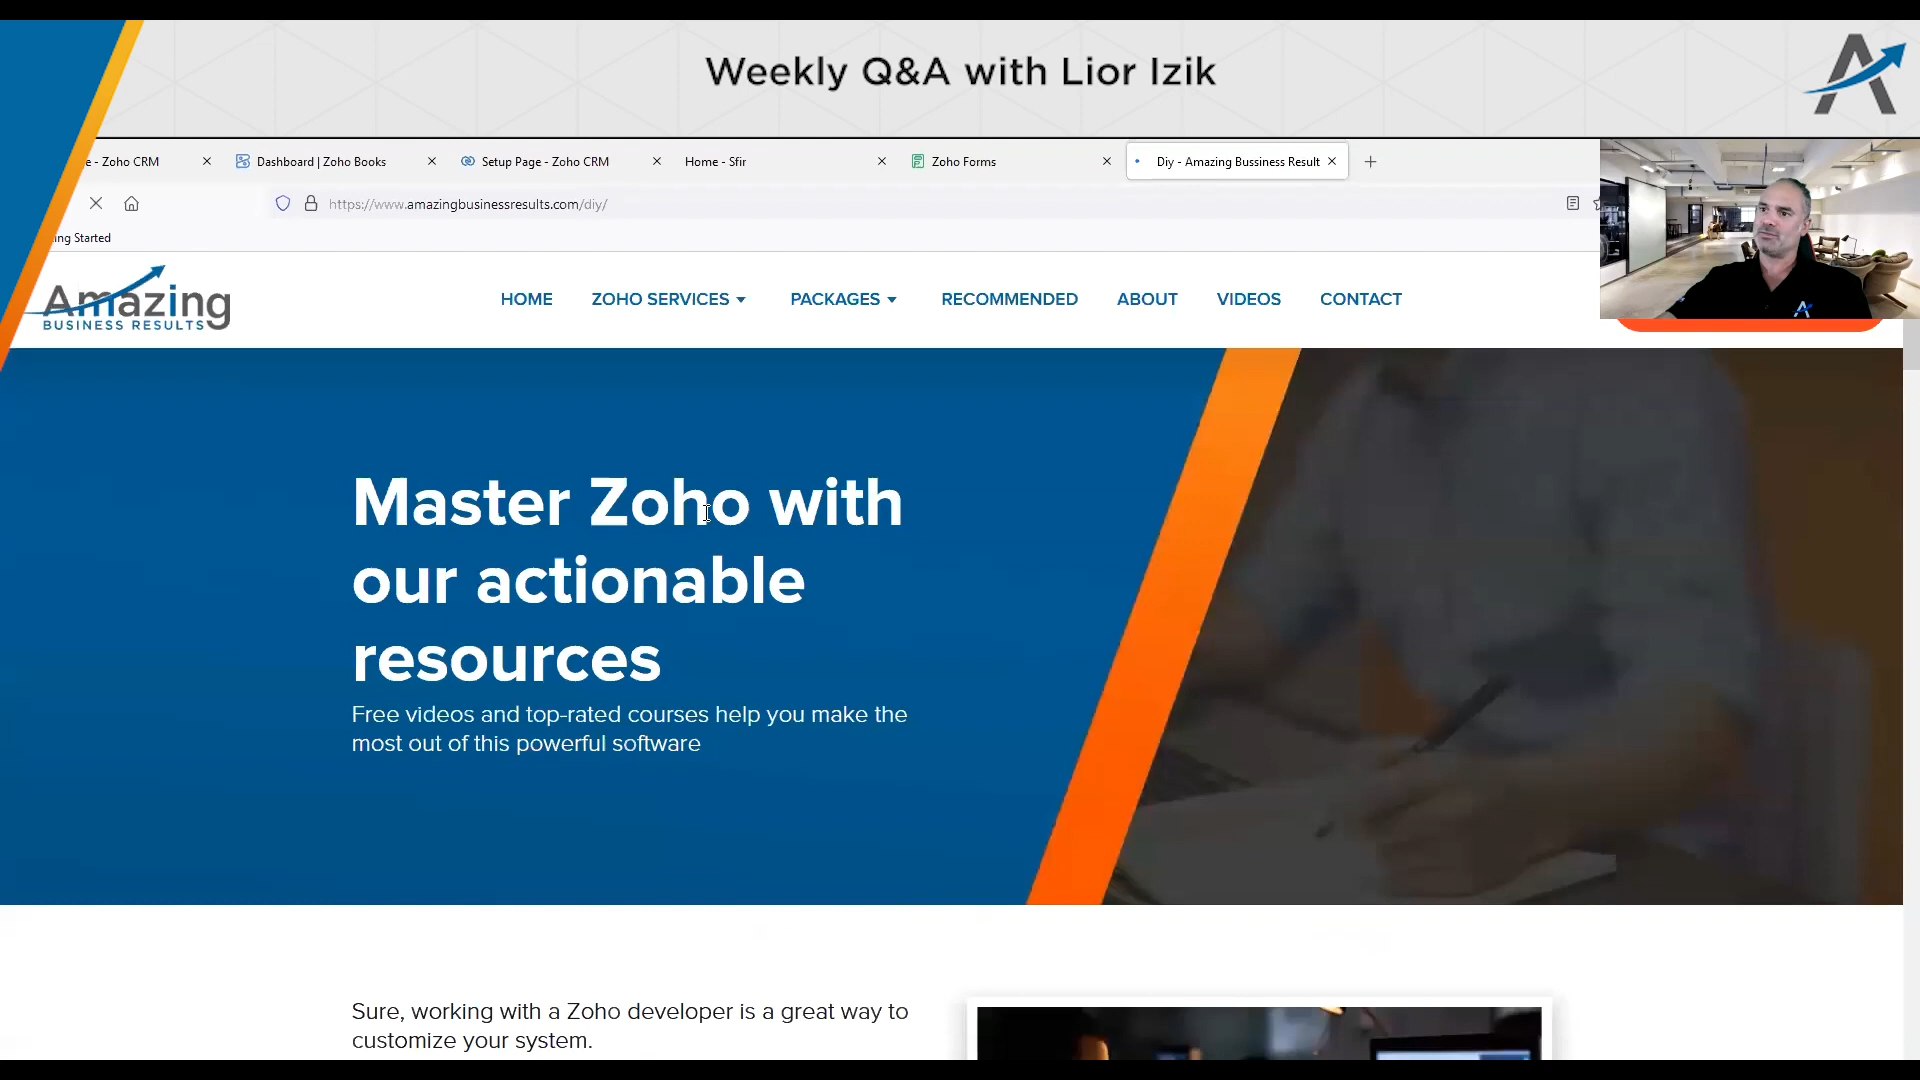 Weekly Q&A with Lior Izik
e - Zoho CRM
Dashboard | Zoho Books
Setup Page - Zoho CRM
Home - Sfir
Zoho Forms
Diy - Amazing Bussiness Result
https://www.amazingbusinessresults.com/diy/
ing Started
Amazing
BUSINESS RESULTS
HOME
ZOHO SERVICES
PACKAGES
RECOMMENDED
ABOUT
VIDEOS
CONTACT
Master Zoho with
our actionable
resources
Free videos and top-rated courses help you make the
most out of this powerful software
Sure, working with a Zoho developer is a great way to
customize your system.